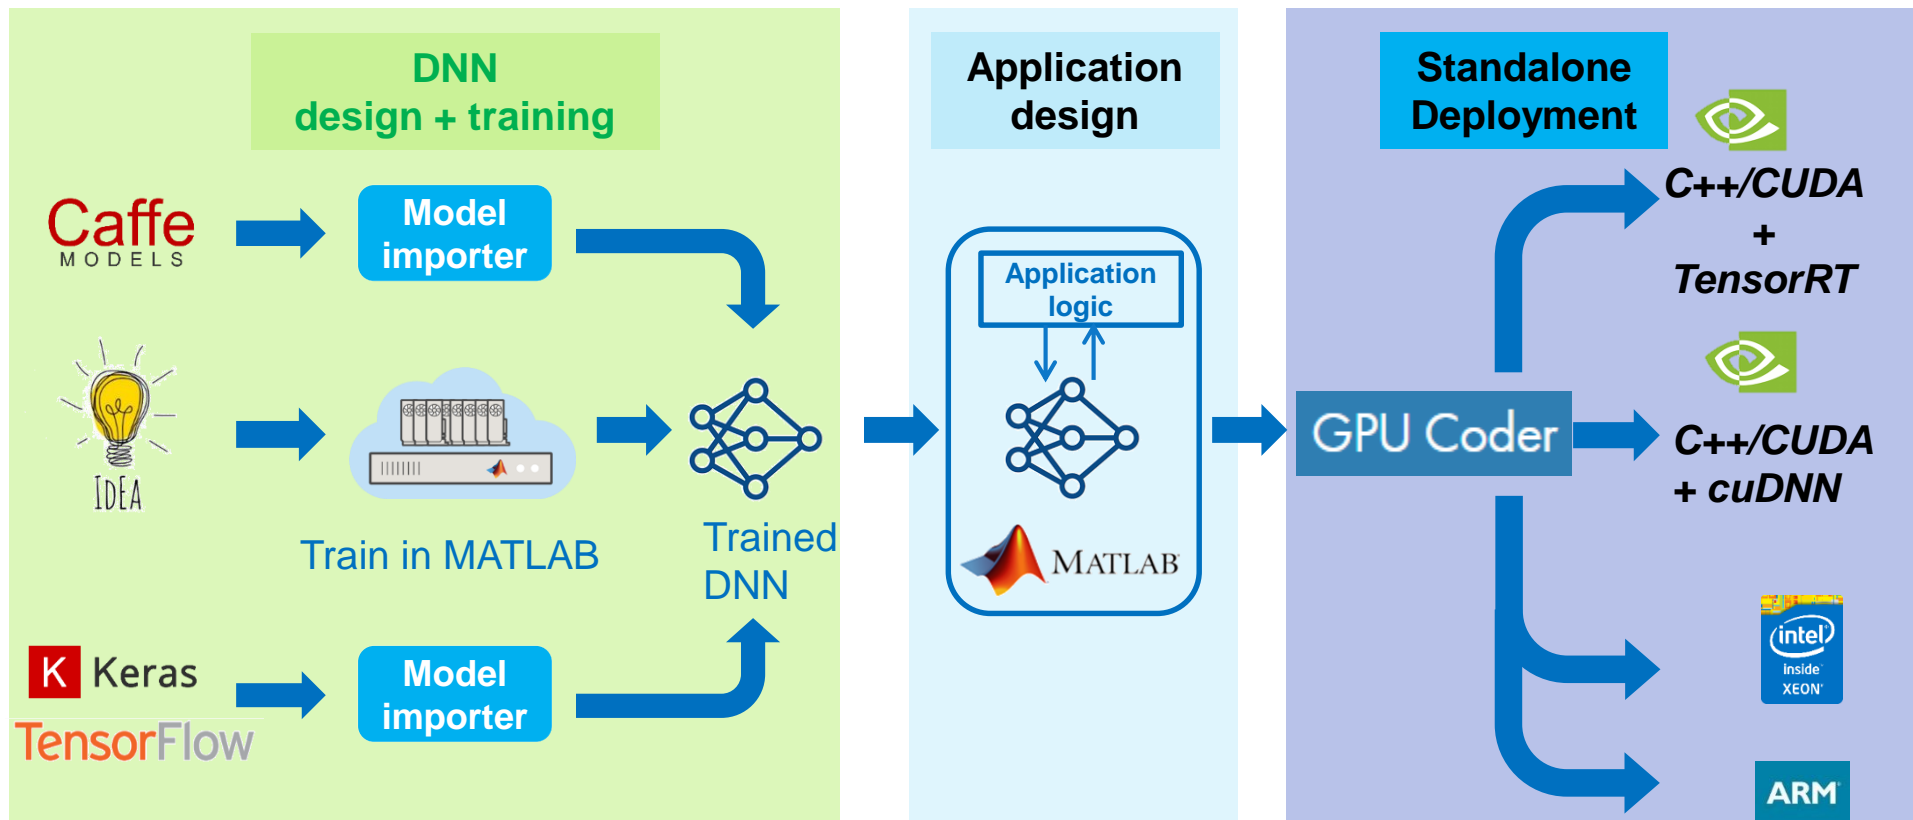 DNN
design + training
Caffe
MODELS
Model
importer
IDEA
Train in MATLAB
Trained
DNN
K Keras
TensorFlow
Model
importer
Application
design
Application
logic
MATLAB
Standalone
Deployment
GPU Coder
C++/CUDA
+
TensorRT
C++/CUDA
+ cuDNN
intel
inside
XEON
ARM